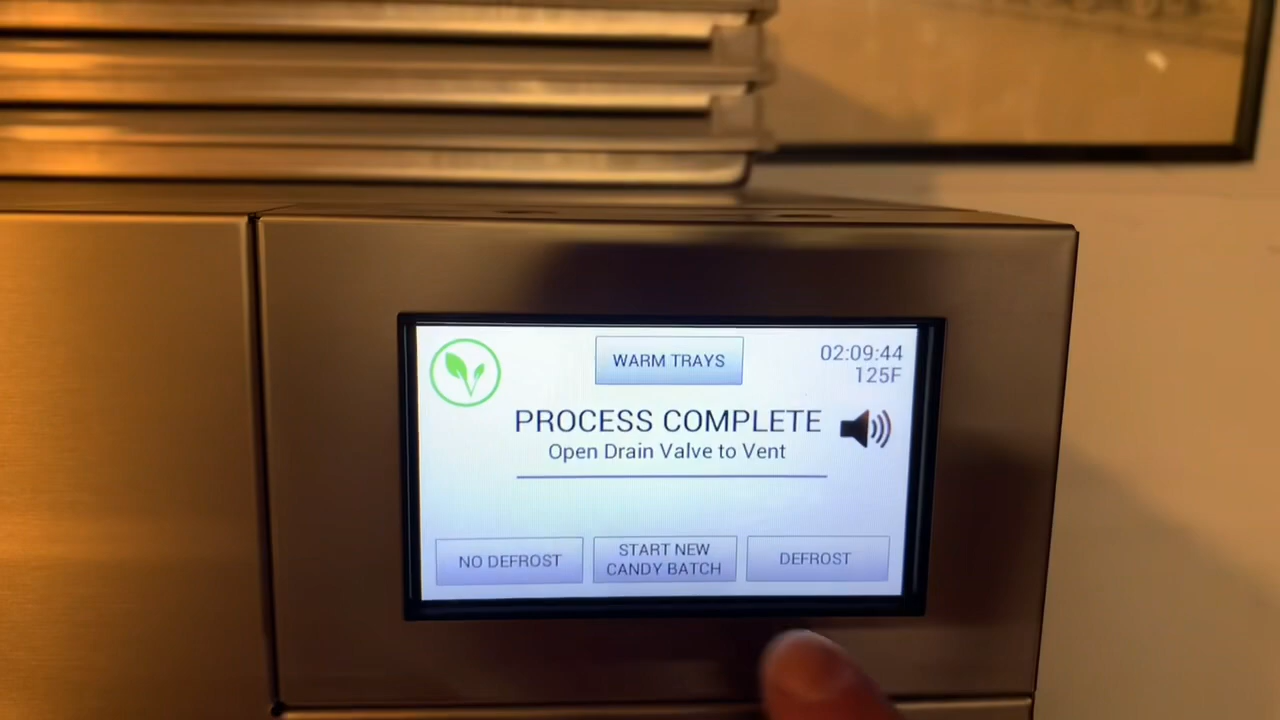 WARM TRAYS
02:09:44
125F
PROCESS COMPLETE
Open Drain Valve to Vent
NO DEFROST
START NEW
CANDY BATCH
DEFROST